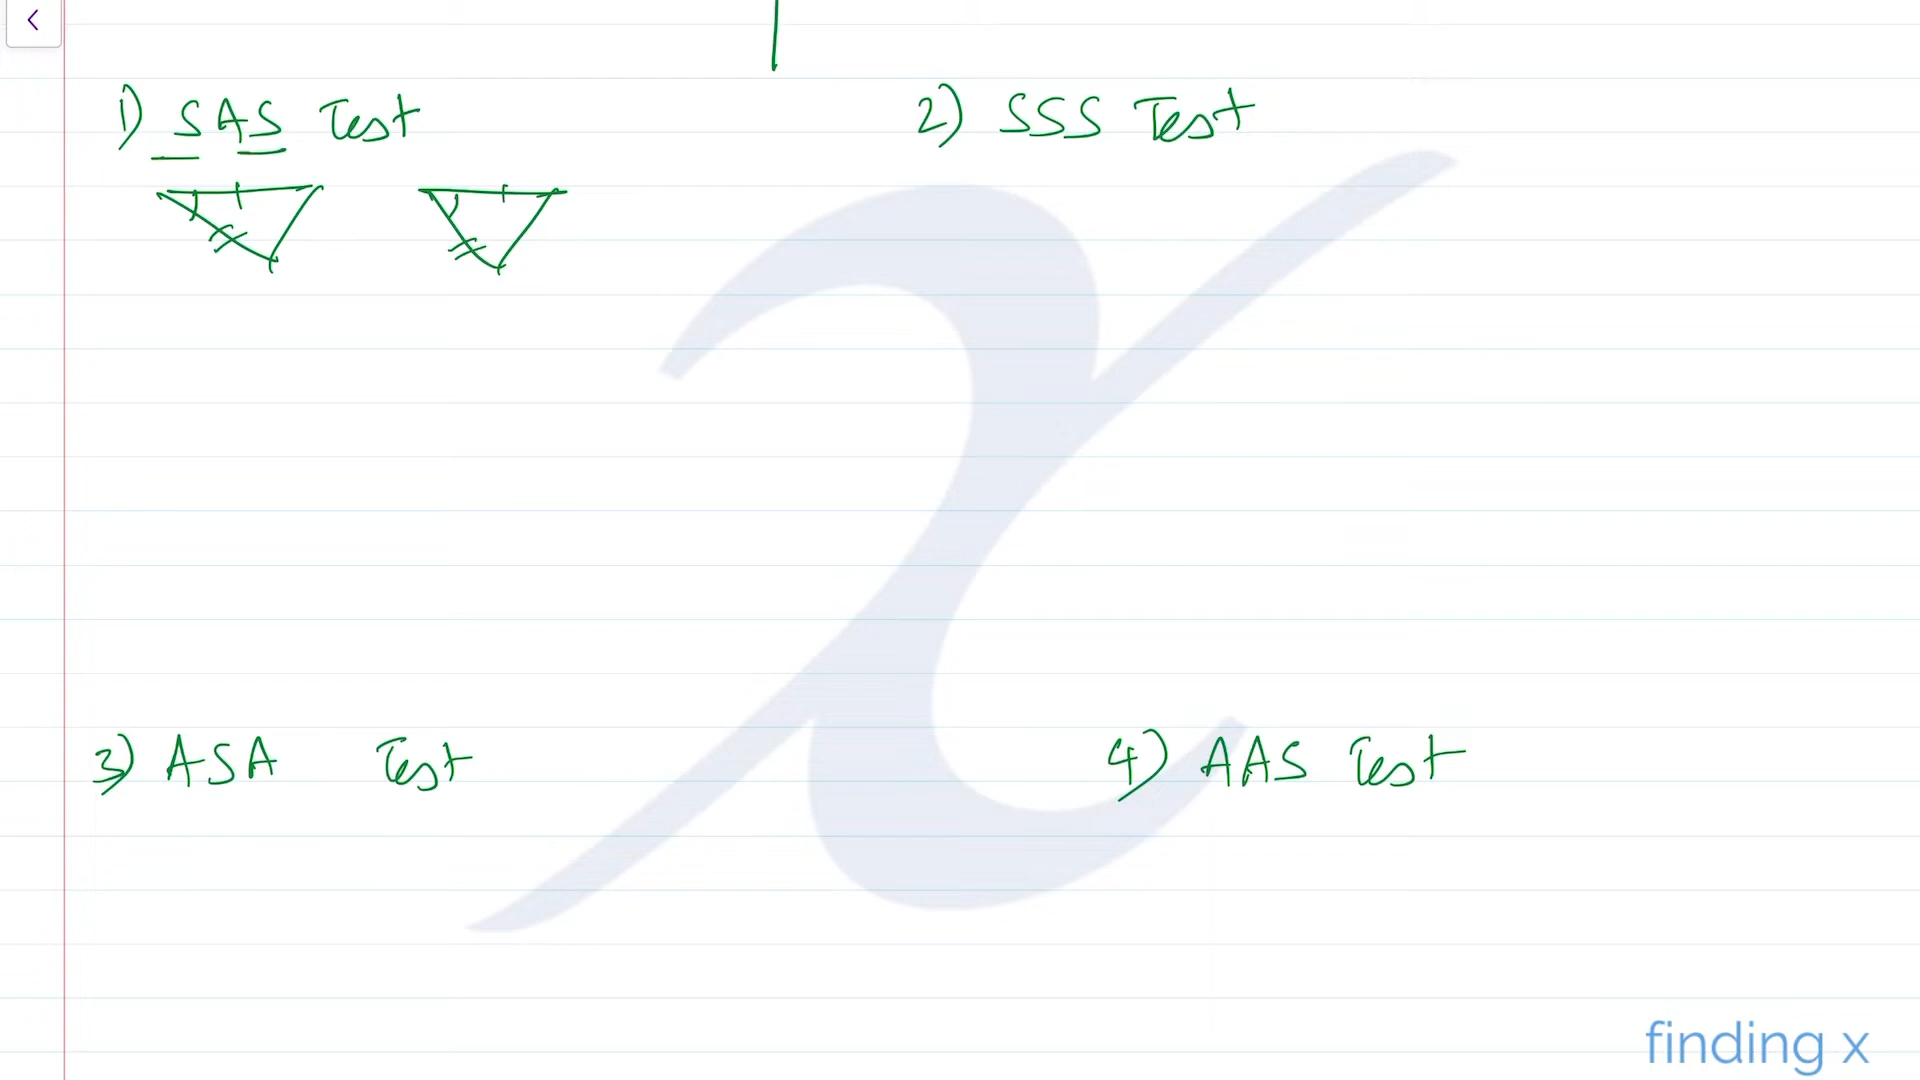 1) SAS Test
2) SSS Test
3) ASA Test
4) AAS Test
finding x